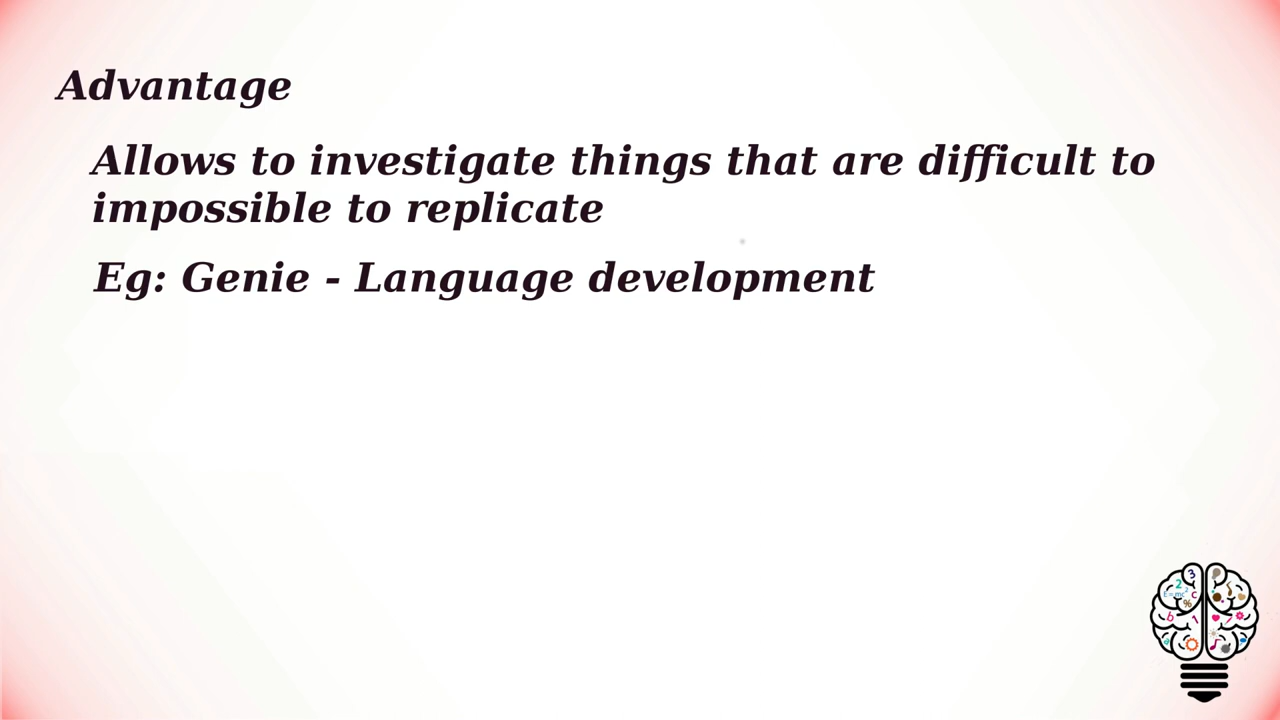 Advantage
Allows to investigate things that are difficult to
impossible to replicate
Eg: Genie - Language development